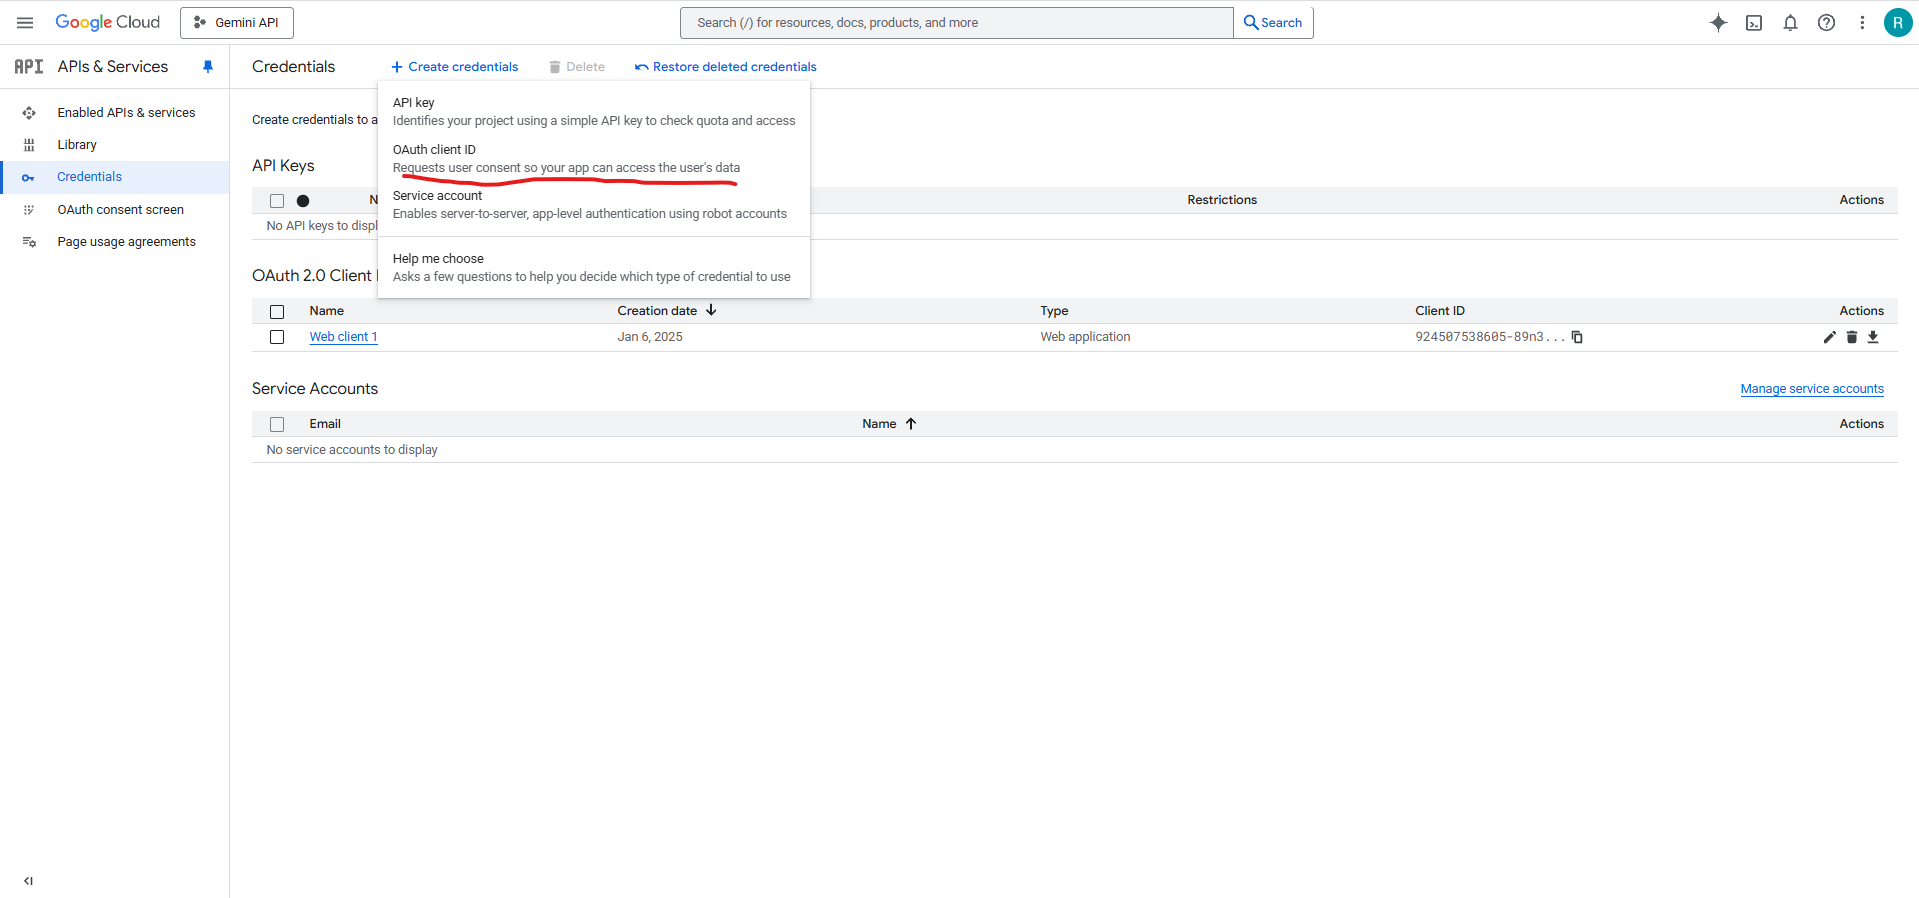 Google Cloud
Gemini API
Search (/) for resources, docs, products, and more
Search
R
API APIs & Services
Credentials
Create credentials
Delete
Restore deleted credentials
Enabled APIs & services
Library
Credentials
OAuth consent screen
Page usage agreements
Create credentials to a
API key
Identifies your project using a simple API key to check quota and access
OAuth client ID
Requests user consent so your app can access the user's data
Service account
Enables server-to-server, app-level authentication using robot accounts
Help me choose
Asks a few questions to help you decide which type of credential to use
API Keys
N
Restrictions
Actions
No API keys to displ
OAuth 2.0 Client
Name
Creation date
Type
Client ID
Actions
Web client 1
Jan 6, 2025
Web application
924507538605-89n3...
Service Accounts
Manage service accounts
Email
Name
Actions
No service accounts to display